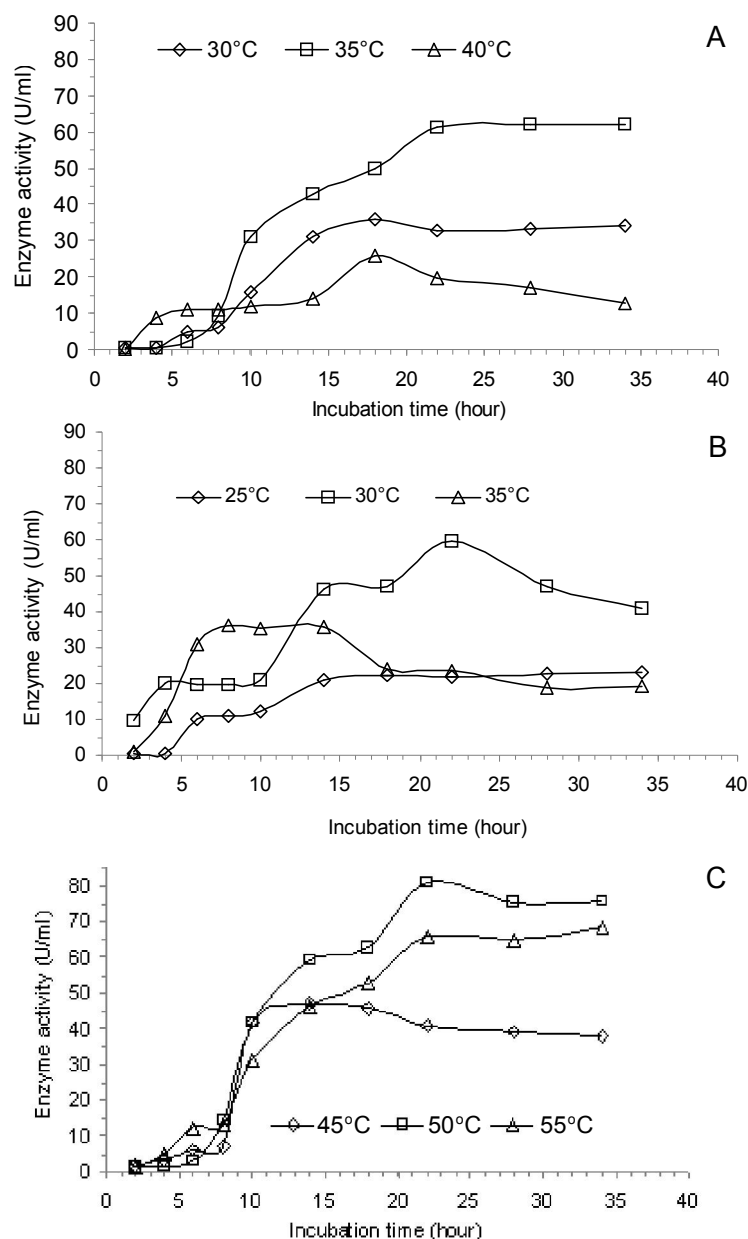 A
30°C 35°C 40°C
Enzyme activity (U/ml)
90
80
70
60
50
40
30
20
10
0
0 5 10 15 20 25 30 35 40
Incubation time (hour)
B
25°C 30°C 35°C
Enzyme activity (U/ml)
90
80
70
60
50
40
30
20
10
0
0 5 10 15 20 25 30 35 40
Incubation time (hour)
C
Enzyme activity (U/ml)
80
70
60
50
40
30
20
10
0
45°C 50°C 55°C
0 5 10 15 20 25 30 35 40
Incubation time (hour)